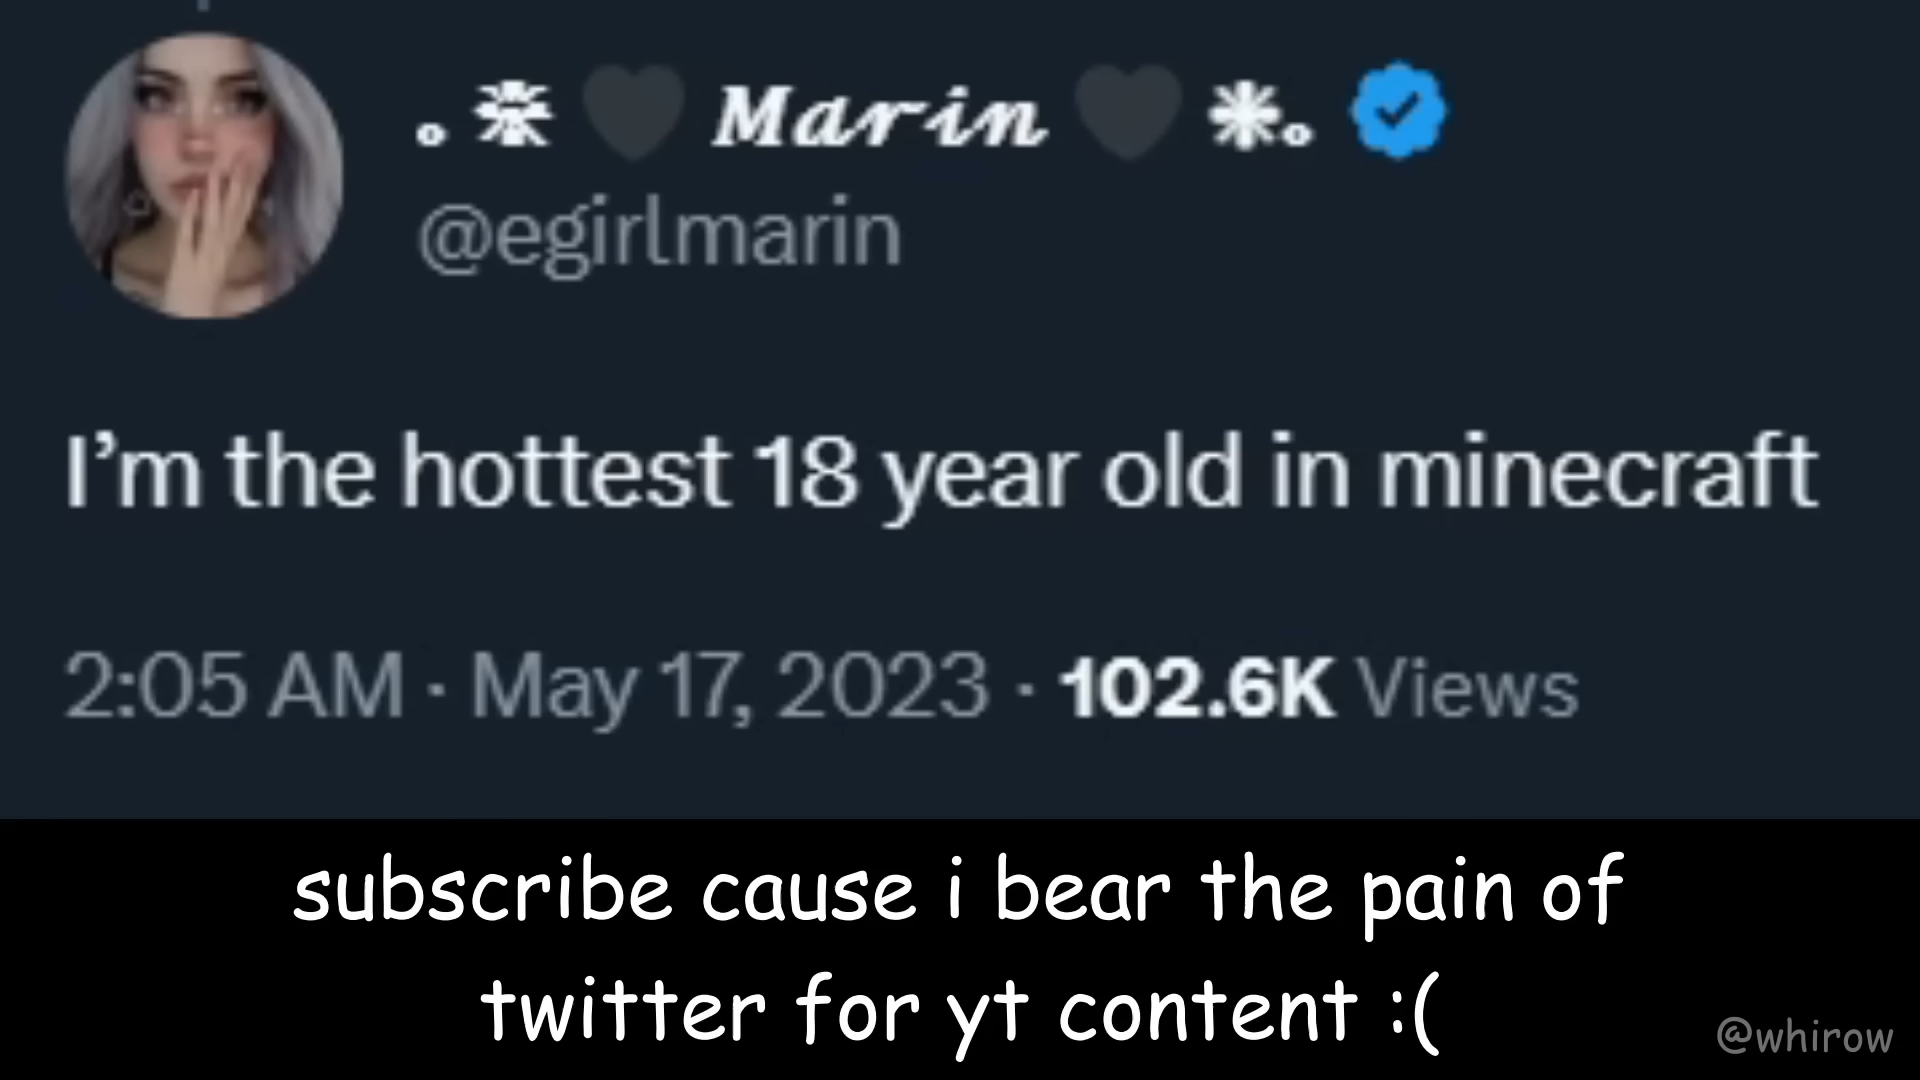 ｡ ⁕ 🖤 𝑴𝒂𝓻𝓲𝓷 🖤 ⁕｡
@egirlmarin
I’m the hottest 18 year old in minecraft
2:05 AM · May 17, 2023 · 102.6K Views
subscribe cause i bear the pain of
twitter for yt content :(
@whirow